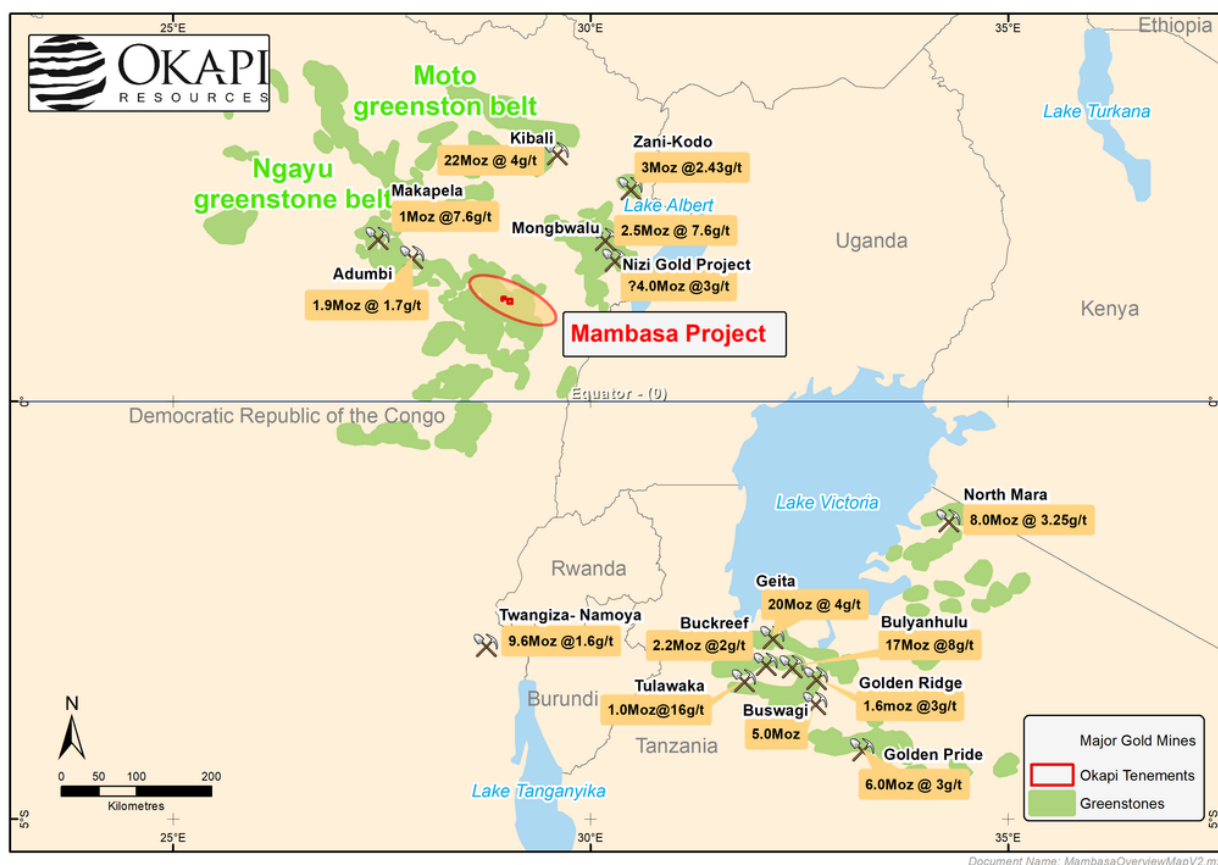 25°E
30°E
35°E
Ethiopia
OKAPI
RESOURCES
Moto
greenston belt
Lake Turkana
Kibali
22Moz @ 4g/t
Zani-Kodo
3Moz @2.43g/t
Ngayu
greenstone belt
Makapela
1Moz @7.6g/t
Lake Albert
Mongbwalu
2.5Moz @ 7.6g/t
Uganda
Adumbi
1.9Moz @ 1.7g/t
Nizi Gold Project
?4.0Moz @3g/t
Kenya
Mambasa Project
Equator - (0)
0°
0°
Democratic Republic of the Congo
Lake Victoria
North Mara
8.0Moz @ 3.25g/t
Rwanda
Geita
20Moz @ 4g/t
Twangiza- Namoya
9.6Moz @1.6g/t
Buckreef
2.2Moz @2g/t
Bulyanhulu
17Moz @8g/t
Tulawaka
1.0Moz@16g/t
Golden Ridge
1.6moz @3g/t
Burundi
Buswagi
5.0Moz
Tanzania
Golden Pride
6.0Moz @ 3g/t
Lake Tanganyika
N
0 50 100 200
Kilometres
Major Gold Mines
Okapi Tenements
Greenstones
5°S
5°S
25°E
30°E
35°E
Document Name: MambasaOverviewMapV2.m